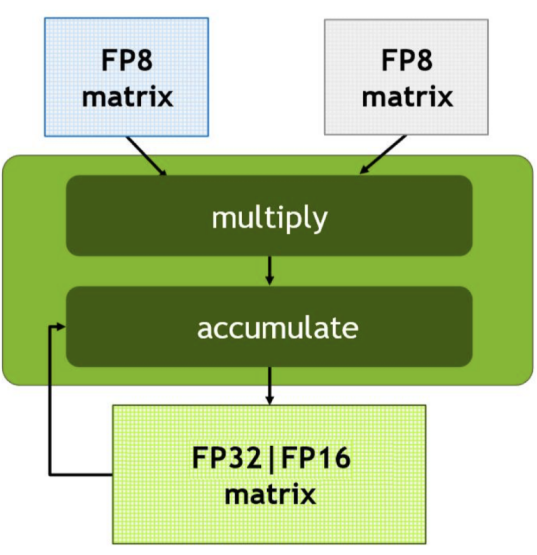 FP8
matrix
FP8
matrix
multiply
accumulate
FP32|FP16
matrix